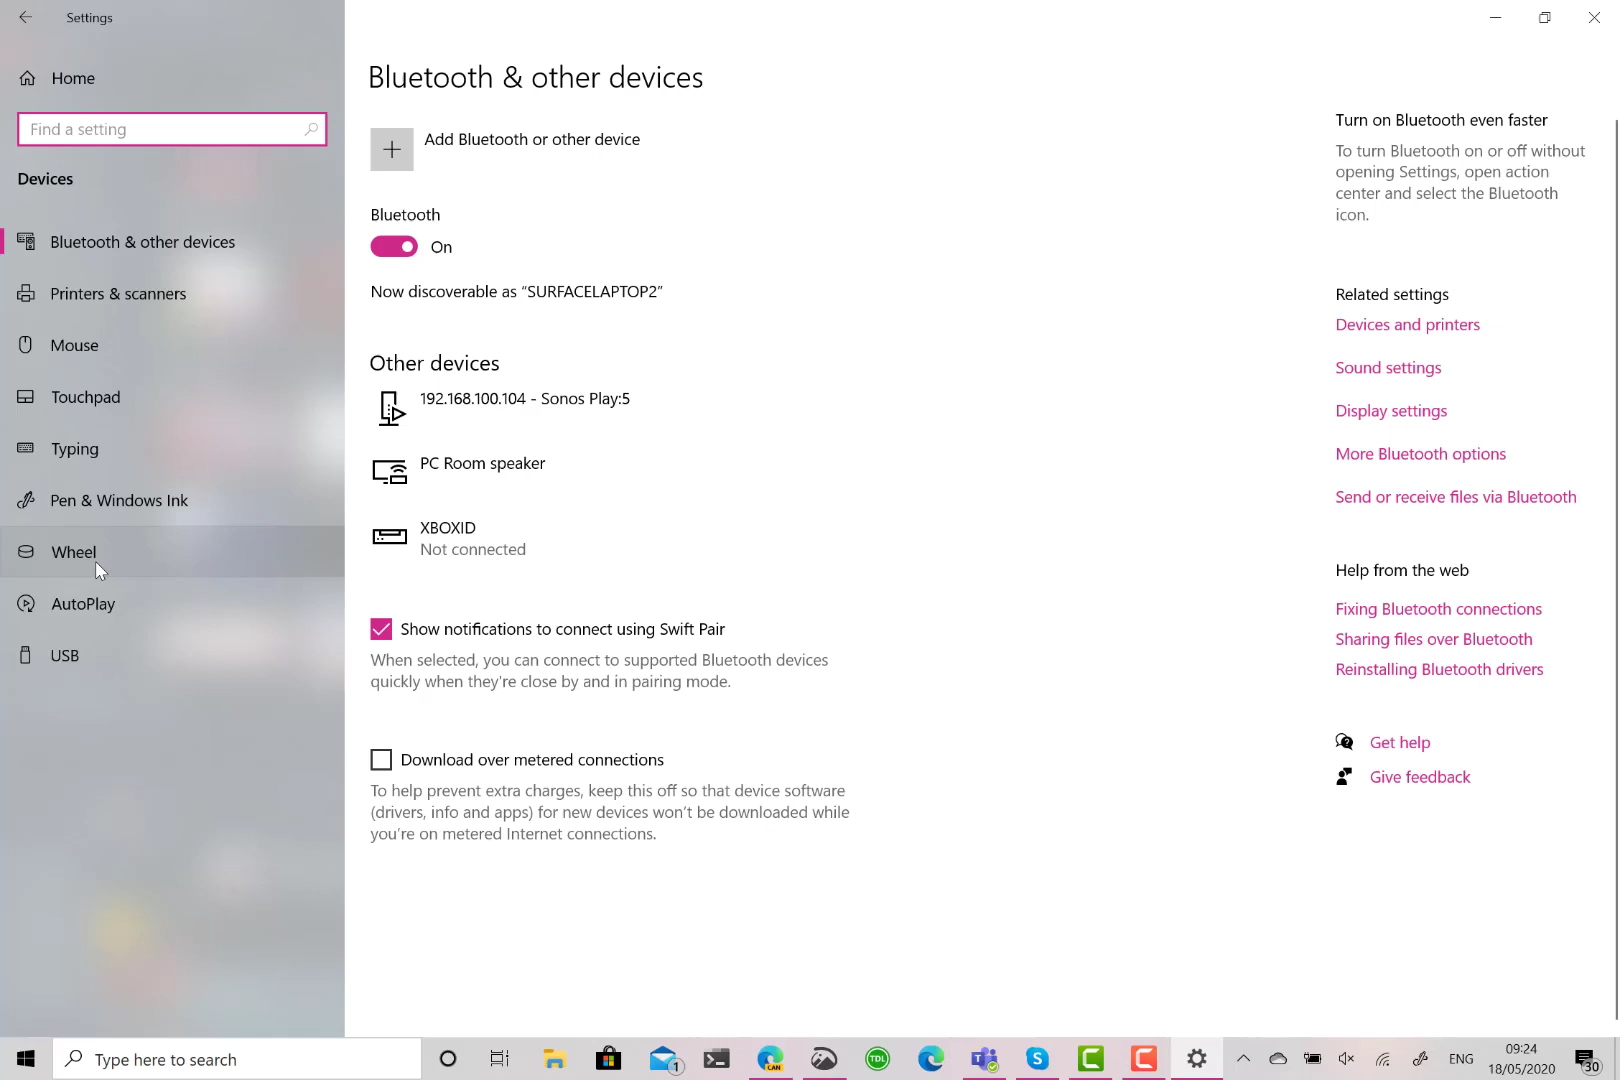 Settings
Home
Find a setting
Devices
Bluetooth & other devices
Printers & scanners
Mouse
Touchpad
Typing
Pen & Windows Ink
Wheel
AutoPlay
USB
Bluetooth & other devices
Add Bluetooth or other device
Bluetooth
On
Now discoverable as “SURFACELAPTOP2”
Other devices
192.168.100.104 - Sonos Play:5
PC Room speaker
XBOXID
Not connected
Show notifications to connect using Swift Pair
When selected, you can connect to supported Bluetooth devices
quickly when they're close by and in pairing mode.
Download over metered connections
To help prevent extra charges, keep this off so that device software
(drivers, info and apps) for new devices won’t be downloaded while
you’re on metered Internet connections.
Turn on Bluetooth even faster
To turn Bluetooth on or off without
opening Settings, open action
center and select the Bluetooth
icon.
Related settings
Devices and printers
Sound settings
Display settings
More Bluetooth options
Send or receive files via Bluetooth
Help from the web
Fixing Bluetooth connections
Sharing files over Bluetooth
Reinstalling Bluetooth drivers
Get help
Give feedback
Type here to search
1
CAN
TDL
ENG
09:24
18/05/2020
30